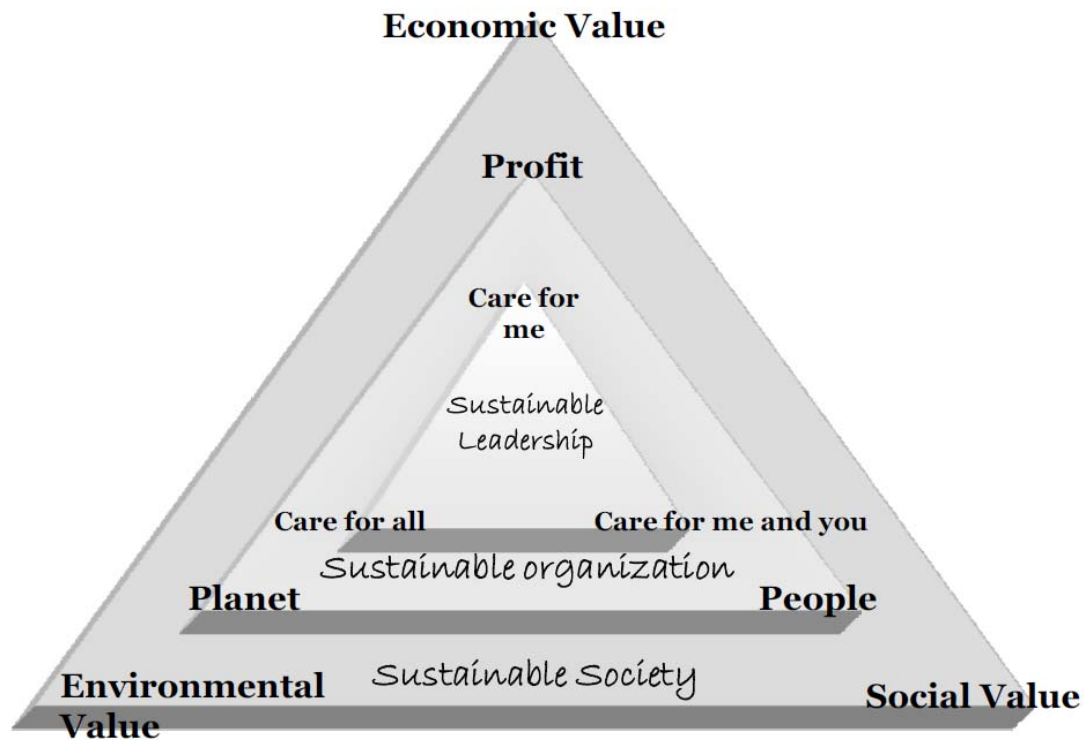 Economic Value
Profit
Care for
me
Sustainable
Leadership
Care for all
Care for me and you
Sustainable organization
Planet
People
Sustainable Society
Environmental
Value
Social Value